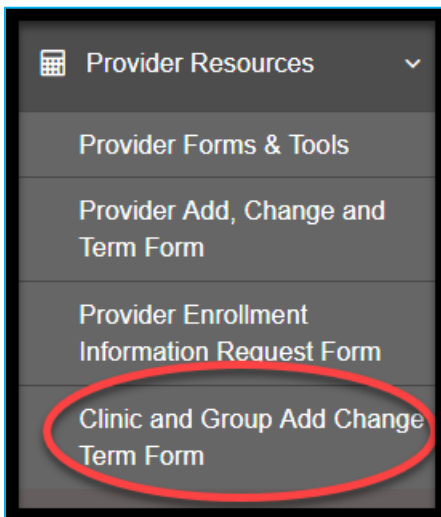 Provider Resources
Provider Forms & Tools
Provider Add, Change and
Term Form
Provider Enrollment
Information Request Form
Clinic and Group Add Change
Term Form